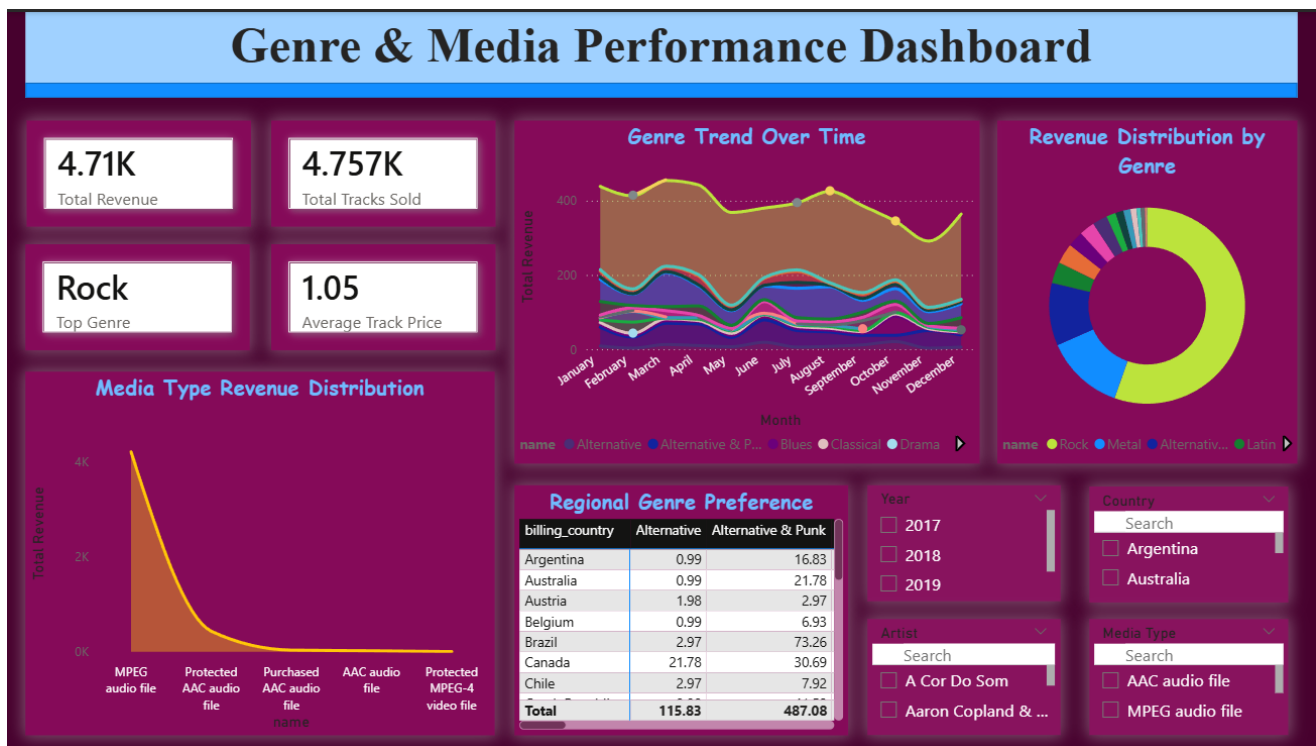 Genre & Media Performance Dashboard
4.71K
Total Revenue
4.757K
Total Tracks Sold
Rock
Top Genre
1.05
Average Track Price
Genre Trend Over Time
Total Revenue
400
200
0
January
February
March
April
May
June
July
August
September
October
November
December
Month
name Alternative Alternative & P... Blues Classical Drama
Revenue Distribution by
Genre
name Rock Metal Alternativ... Latin
Media Type Revenue Distribution
Total Revenue
4K
2K
0K
MPEG
audio file
Protected
AAC audio
file
Purchased
AAC audio
file
AAC audio
file
Protected
MPEG-4
video file
name
Regional Genre Preference
billing_country Alternative Alternative & Punk
Argentina 0.99 16.83
Australia 0.99 21.78
Austria 1.98 2.97
Belgium 0.99 6.93
Brazil 2.97 73.26
Canada 21.78 30.69
Chile 2.97 7.92
Total 115.83 487.08
Year
2017
2018
2019
Country
Search
Argentina
Australia
Artist
Search
A Cor Do Som
Aaron Copland & ...
Media Type
Search
AAC audio file
MPEG audio file